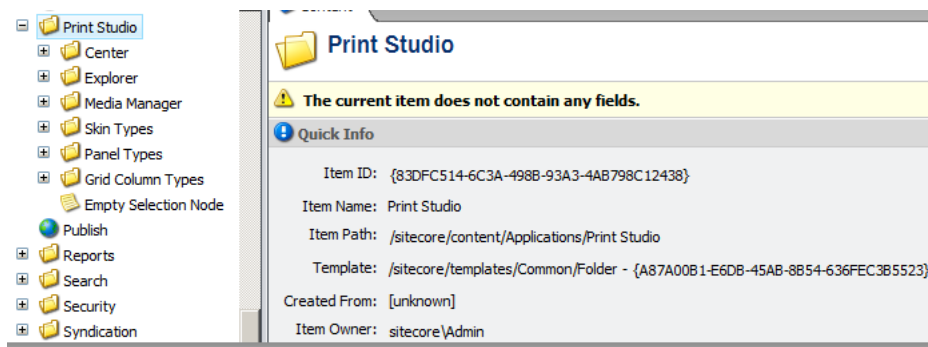 Print Studio
Center
Explorer
Media Manager
Skin Types
Panel Types
Grid Column Types
Empty Selection Node
Publish
Reports
Search
Security
Syndication
Print Studio
The current item does not contain any fields.
Quick Info
Item ID: {83DFC514-6C3A-498B-93A3-4AB798C12438}
Item Name: Print Studio
Item Path: /sitecore/content/Applications/Print Studio
Template: /sitecore/templates/Common/Folder - {A87A00B1-E6DB-45AB-8B54-636FEC3B5523}
Created From: [unknown]
Item Owner: sitecore\Admin